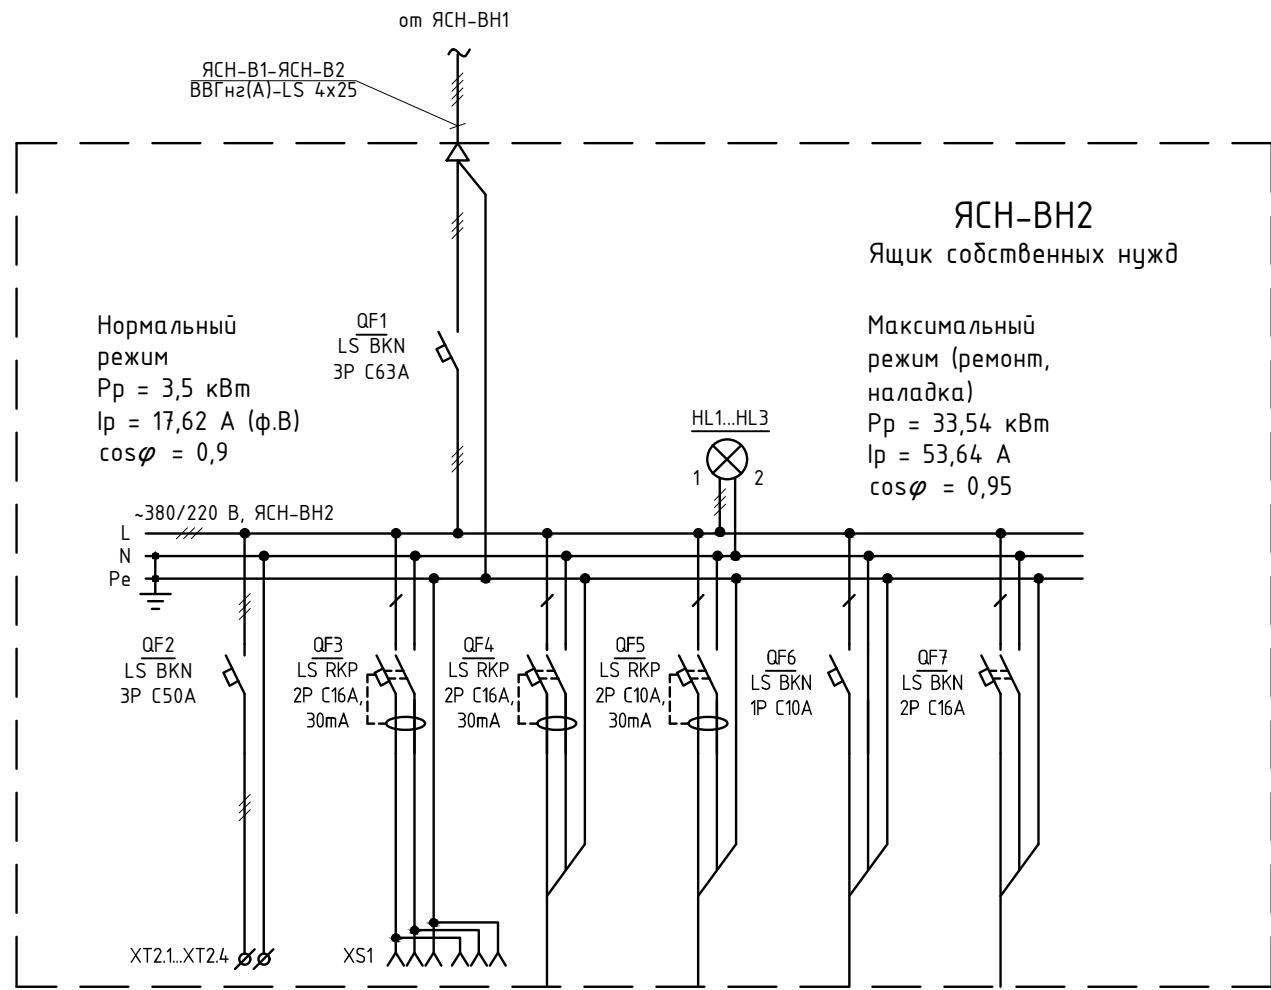 от ЯСН-ВН1
ЯСН-В1-ЯСН-В2
ВВГнг(А)-LS 4х25
ЯСН-ВН2
Ящик собственных нужд
Нормальный
режим
Рр = 3,5 кВт
Iр = 17,62 А (ф.В)
cosφ = 0,9
QF1
LS BKN
3P C63A
Максимальный
режим (ремонт,
наладка)
Рр = 33,54 кВт
Iр = 53,64 А
cosφ = 0,95
HL1...HL3
1
2
~380/220 В, ЯСН-ВН2
L
N
Pe
QF2
LS BKN
3P C50A
QF3
LS RKP
2P C16A,
30mA
QF4
LS RKP
2P C16A,
30mA
QF5
LS RKP
2P C10A,
30mA
QF6
LS BKN
1P C10A
QF7
LS BKN
2P C16A
XT2.1...XT2.4
XS1